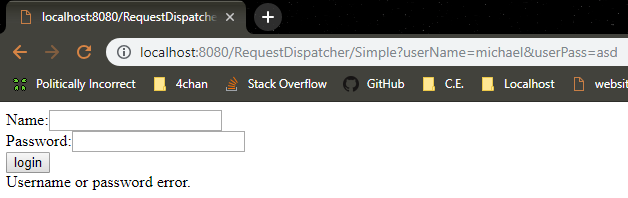 localhost:8080/RequestDispatche
localhost:8080/RequestDispatcher/Simple?userName=michael&userPass=asd
Politically Incorrect 4chan Stack Overflow GitHub C.E. Localhost websit
Name:
Password:
login
Username or password error.